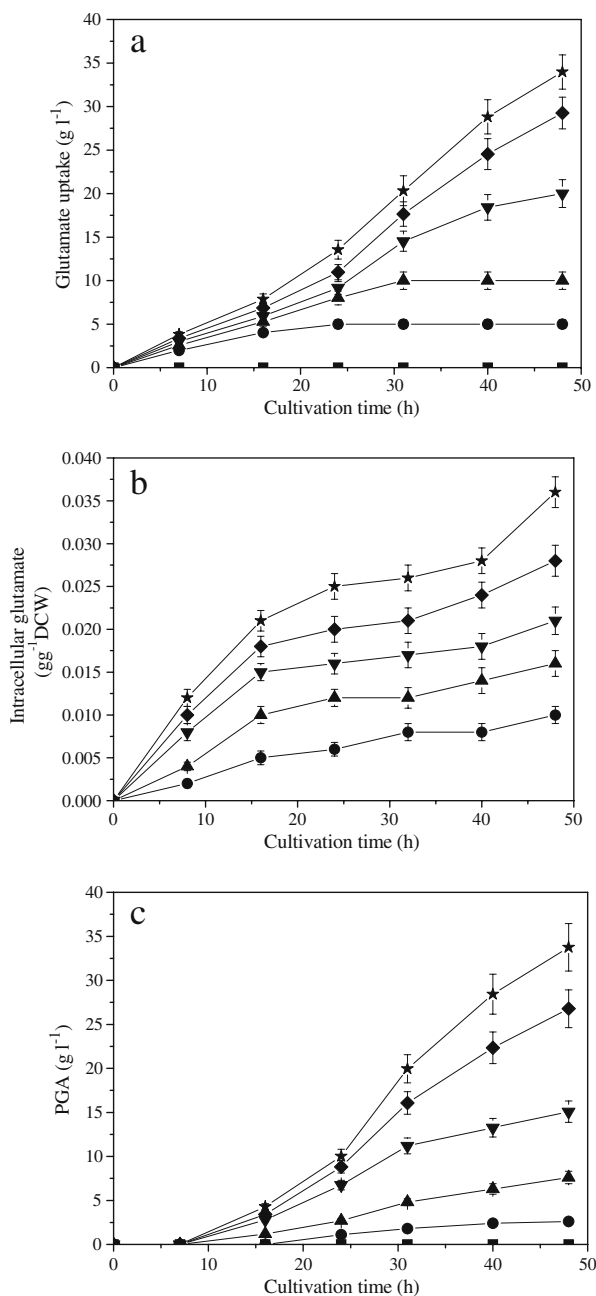 a
40
35
30
25
20
15
10
5
0
Glutamate uptake (g l⁻¹)
0 10 20 30 40 50
Cultivation time (h)
b
0.040
0.035
0.030
0.025
0.020
0.015
0.010
0.005
0.000
Intracellular glutamate
(gg⁻¹DCW)
0 10 20 30 40 50
Cultivation time (h)
c
40
35
30
25
20
15
10
5
0
PGA (g l⁻¹)
0 10 20 30 40 50
Cultivation time (h)